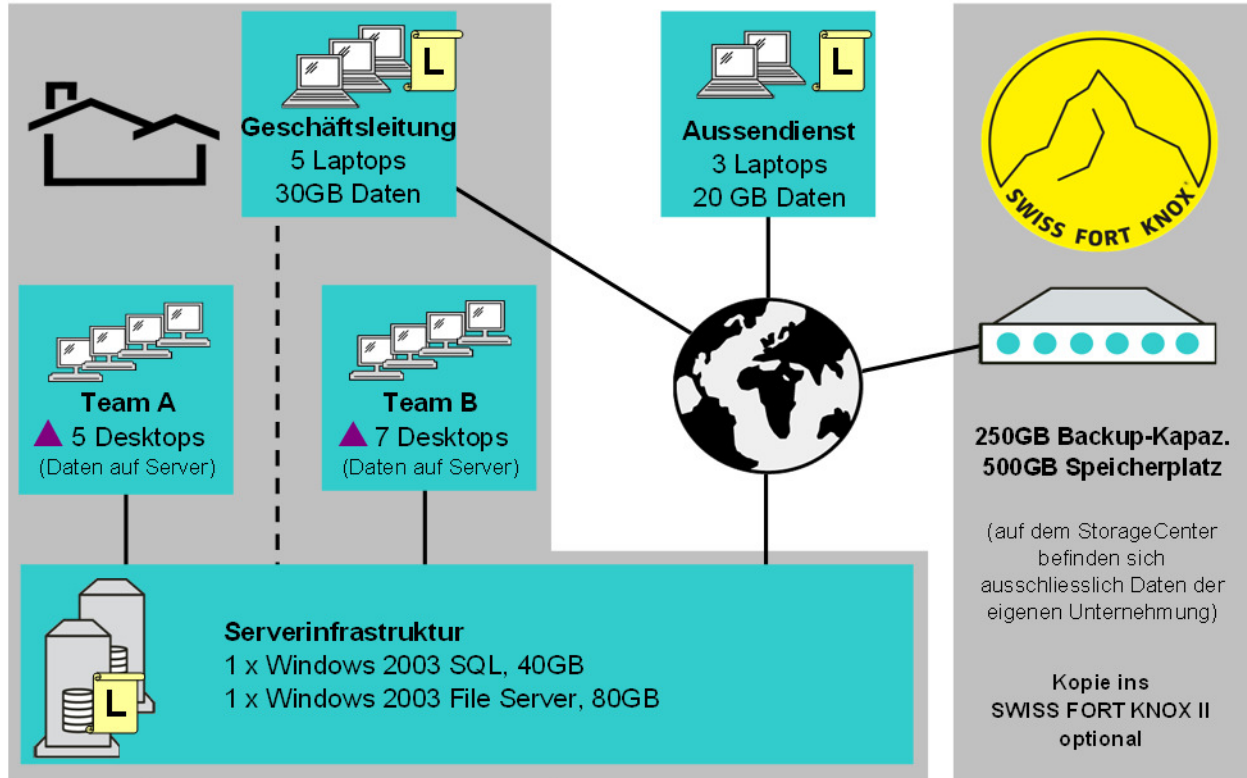 L
Geschäftsleitung
5 Laptops
30GB Daten
L
Aussendienst
3 Laptops
20 GB Daten
SWISS FORT KNOX®
Team A
5 Desktops
(Daten auf Server)
Team B
7 Desktops
(Daten auf Server)
250GB Backup-Kapaz.
500GB Speicherplatz
(auf dem StorageCenter
befinden sich
ausschliesslich Daten der
eigenen Unternehmung)
Kopie ins
SWISS FORT KNOX II
optional
L
Serverinfrastruktur
1 x Windows 2003 SQL, 40GB
1 x Windows 2003 File Server, 80GB